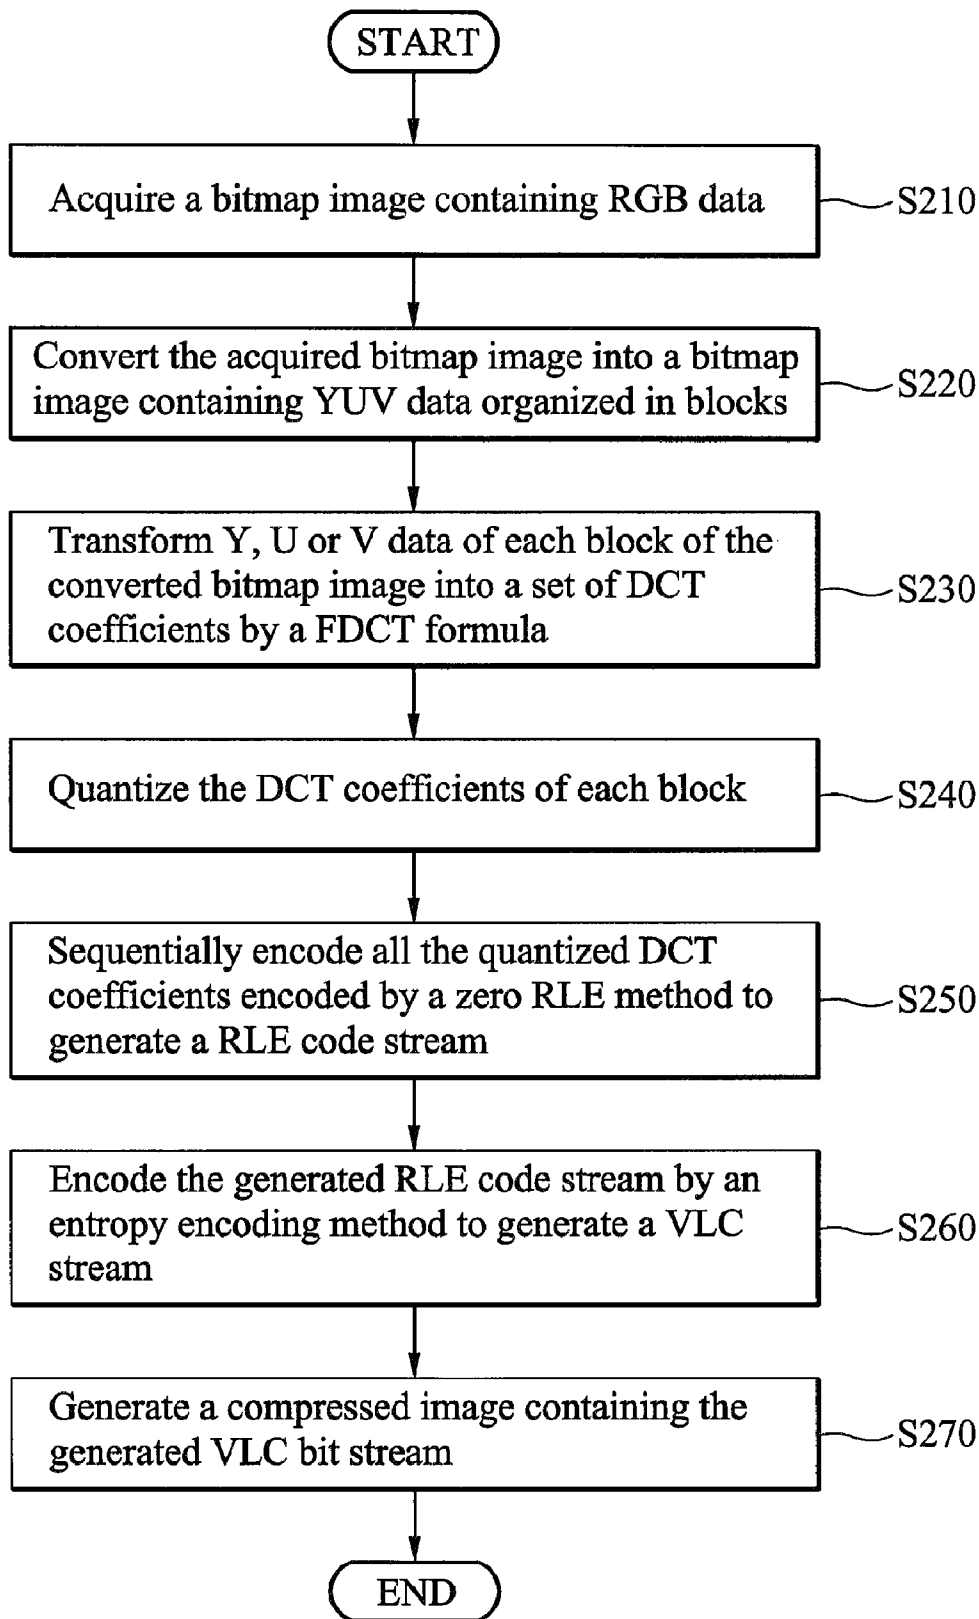 START
Acquire a bitmap image containing RGB data
S210
Convert the acquired bitmap image into a bitmap
image containing YUV data organized in blocks
S220
Transform Y, U or V data of each block of the
converted bitmap image into a set of DCT
coefficients by a FDCT formula
S230
Quantize the DCT coefficients of each block
S240
Sequentially encode all the quantized DCT
coefficients encoded by a zero RLE method to
generate a RLE code stream
S250
Encode the generated RLE code stream by an
entropy encoding method to generate a VLC
stream
S260
Generate a compressed image containing the
generated VLC bit stream
S270
END